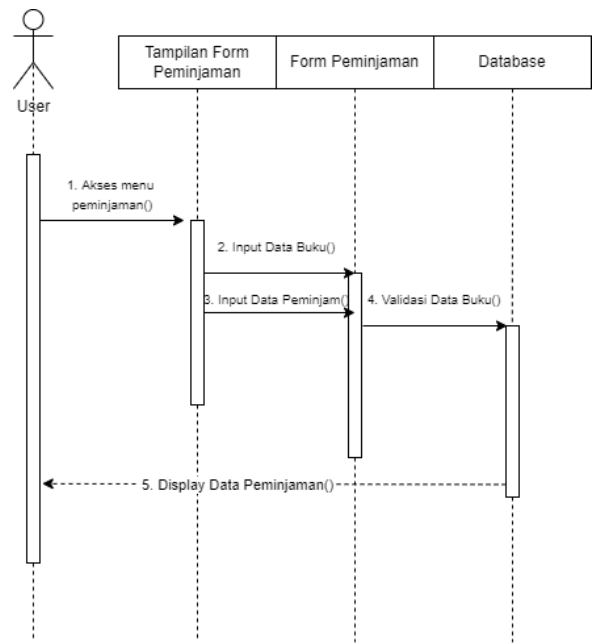 Tampilan Form
Peminjaman
Form Peminjaman
Database
User
1. Akses menu
peminjaman()
2. Input Data Buku()
3. Input Data Peminjam()
4. Validasi Data Buku()
5. Display Data Peminjaman()